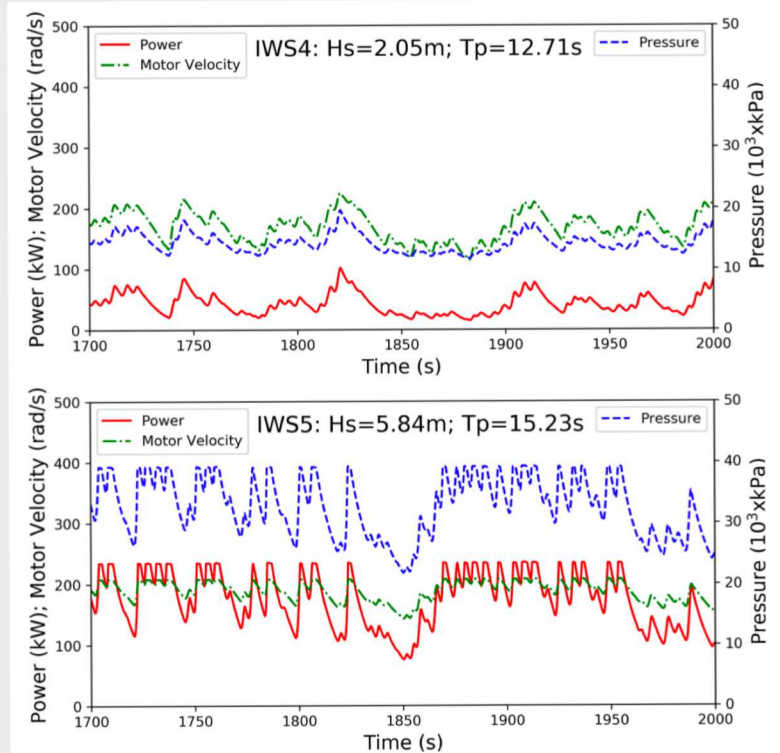 IWS4: Hs=2.05m; Tp=12.71s
Power
Motor Velocity
Pressure
Power (kW); Motor Velocity (rad/s)
500
400
300
200
100
0
Pressure (10³xkPa)
50
40
30
20
10
0
1700 1750 1800 1850 1900 1950 2000
Time (s)
IWS5: Hs=5.84m; Tp=15.23s
Power
Motor Velocity
Pressure
Power (kW); Motor Velocity (rad/s)
500
400
300
200
100
0
Pressure (10³xkPa)
50
40
30
20
10
0
1700 1750 1800 1850 1900 1950 2000
Time (s)